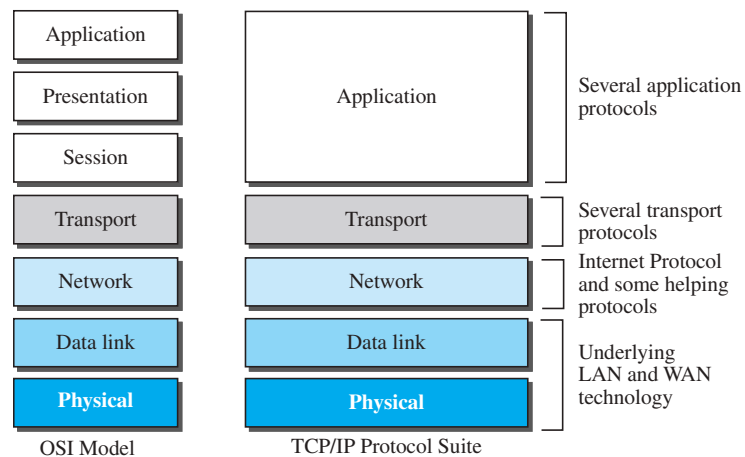 Application
Presentation
Session
Transport
Network
Data link
Physical
OSI Model
Application
Transport
Network
Data link
Physical
TCP/IP Protocol Suite
Several application
protocols
Several transport
protocols
Internet Protocol
and some helping
protocols
Underlying
LAN and WAN
technology